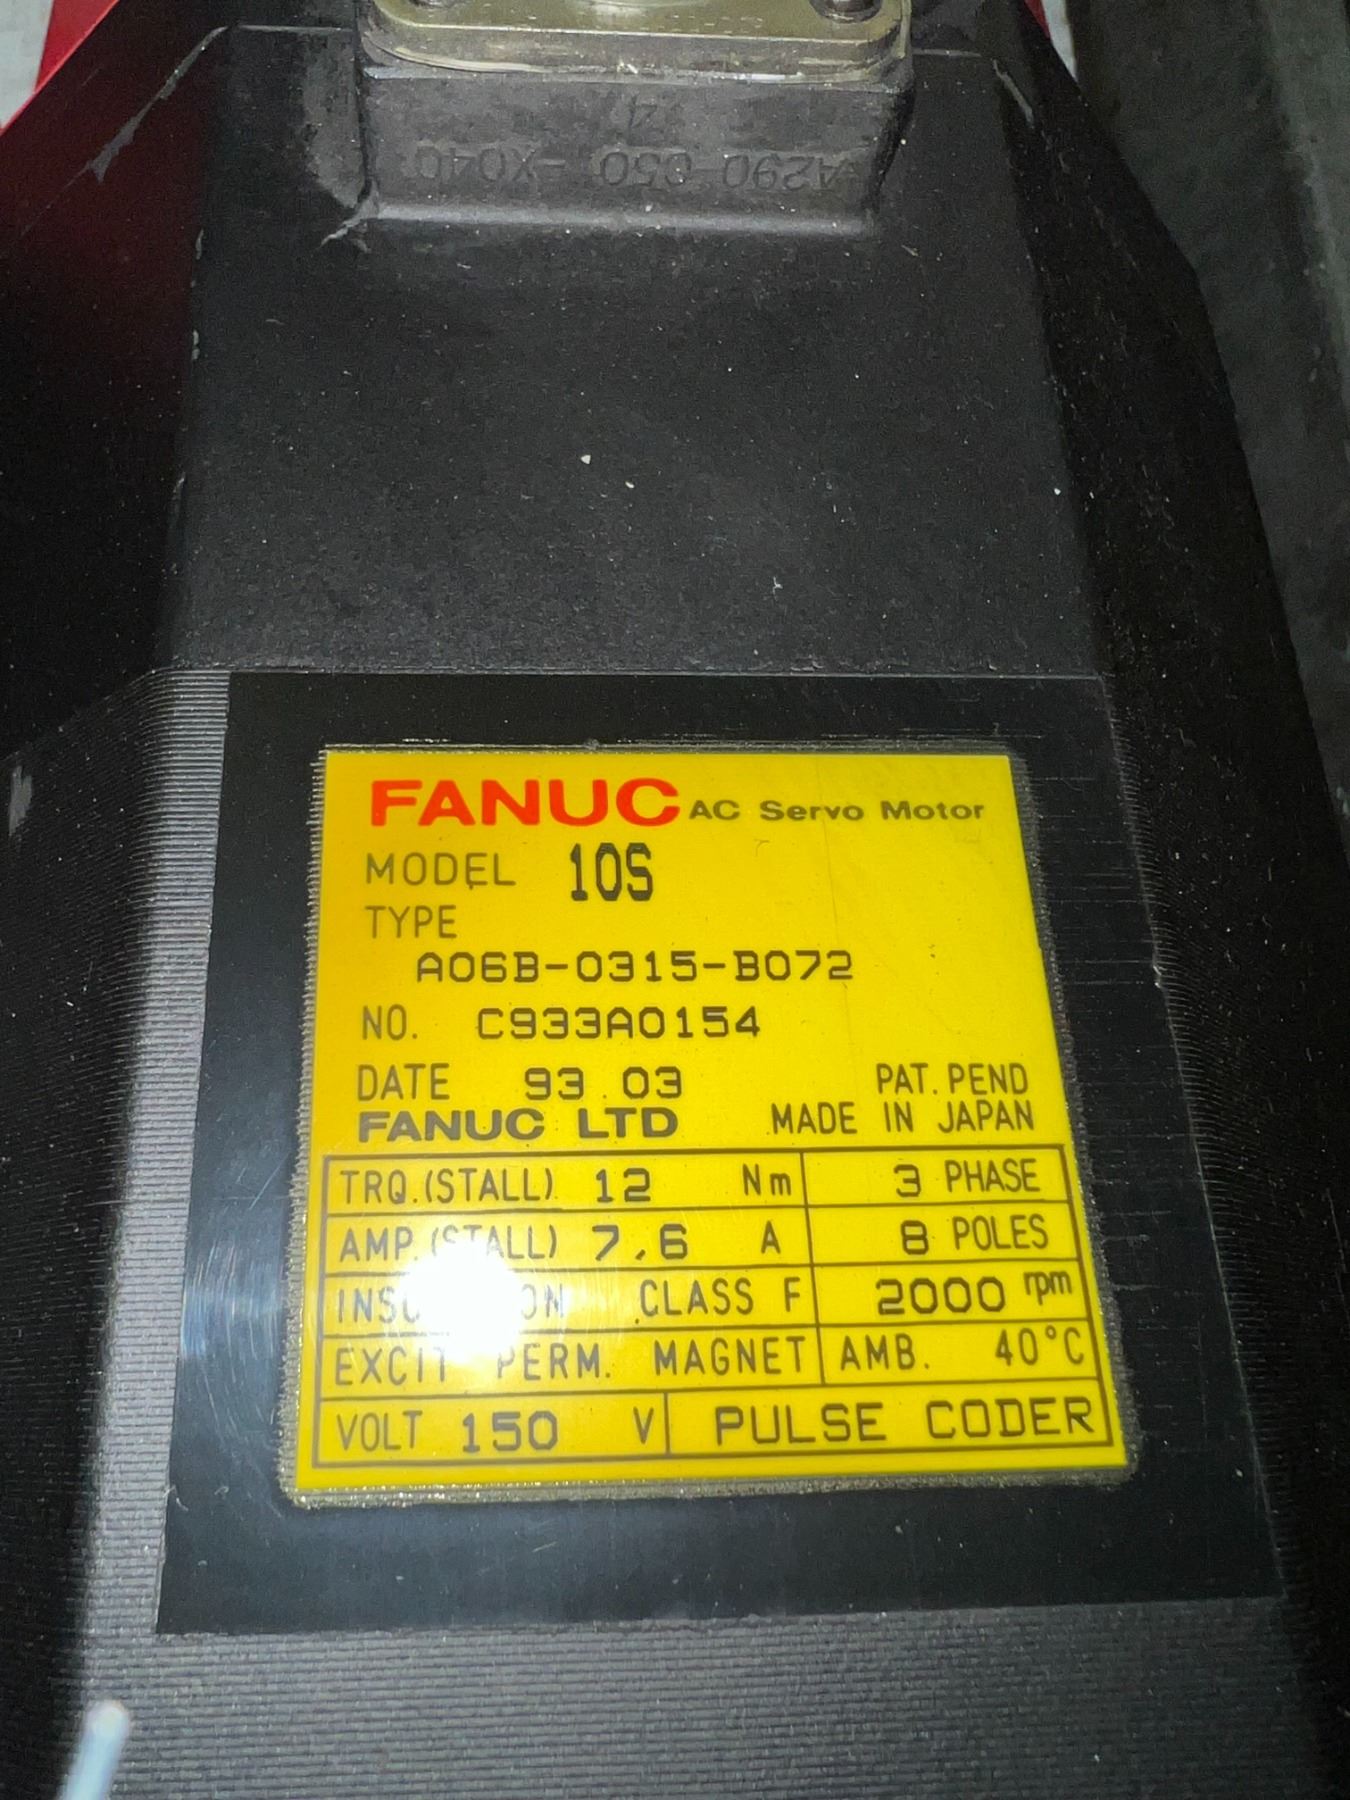 A290-0501-X040
FANUC AC Servo Motor
MODEL 10S
TYPE
A06B-0315-B072
NO. C933A0154
DATE 93.03 PAT. PEND
FANUC LTD MADE IN JAPAN
TRQ.(STALL) 12 Nm 3 PHASE
AMP.(STALL) 7.6 A 8 POLES
CLASS F 2000 rpm
EXCIT PERM. MAGNET AMB. 40°C
VOLT 150 V PULSE CODER